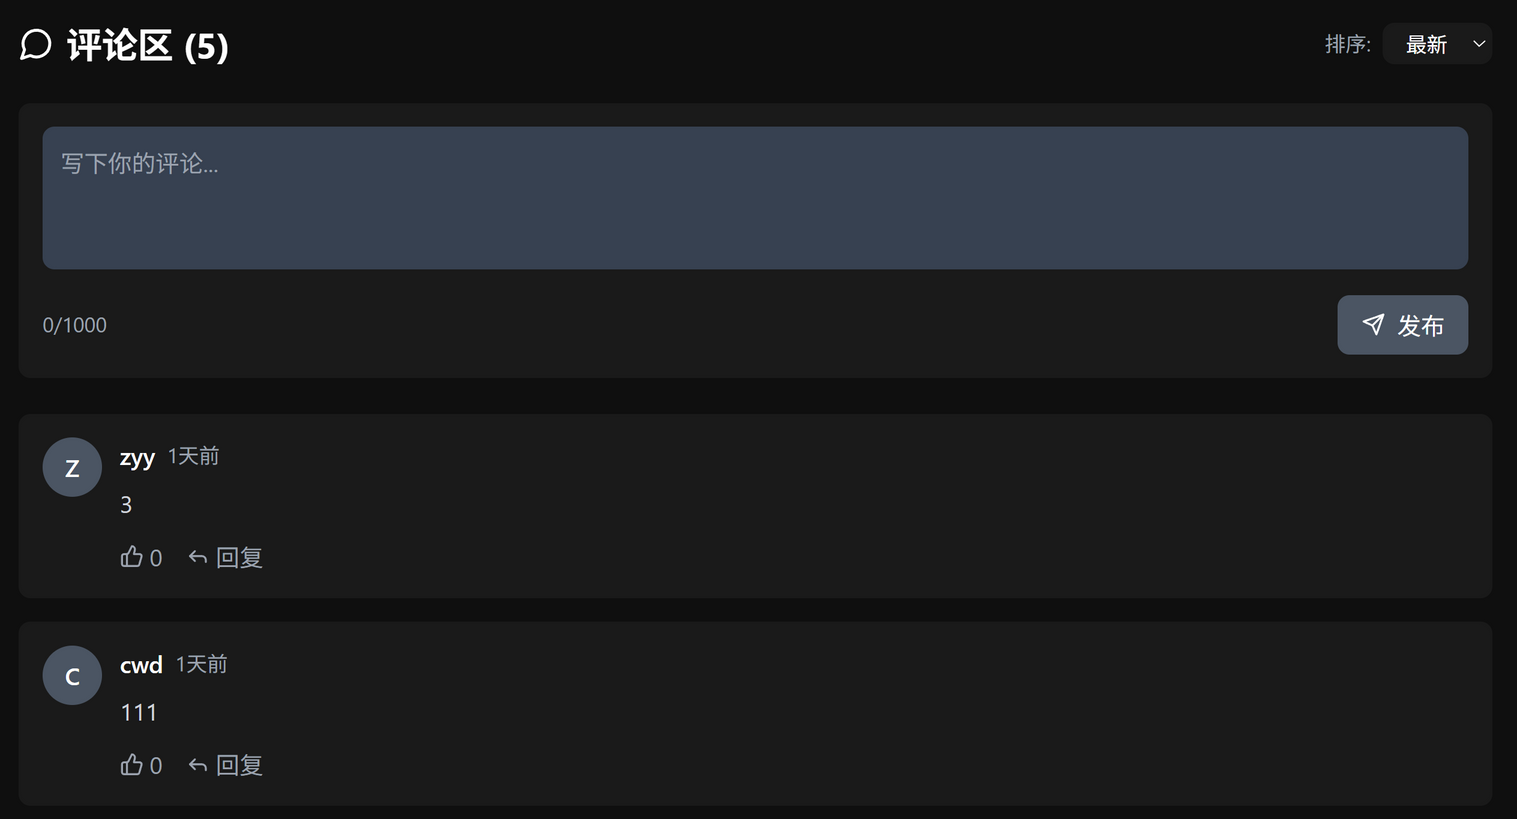 评论区 (5)
排序: 最新
写下你的评论...
0/1000
发布
Z
zyy 1天前
3
0 回复
C
cwd 1天前
111
0 回复